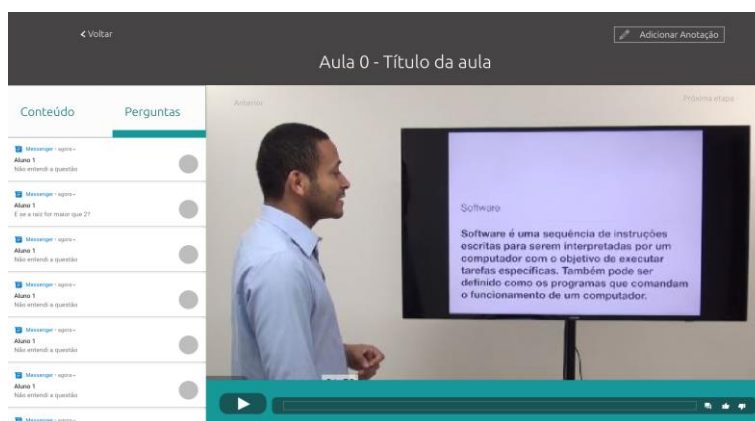 Voltar
Adicionar Anotação
Aula 0 - Título da aula
Conteúdo
Perguntas
Anterior
Próxima etapa
Messenger • agora
Aluno 1
Não entendi a questão
Messenger • agora
Aluno 1
E se a raiz for maior que 2?
Messenger • agora
Aluno 1
Não entendi a questão
Messenger • agora
Aluno 1
Não entendi a questão
Messenger • agora
Aluno 1
Não entendi a questão
Messenger • agora
Aluno 1
Não entendi a questão
Messenger • agora
Software
Software é uma sequência de instruções
escritas para serem interpretadas por um
computador com o objetivo de executar
tarefas específicas. Também pode ser
definido como os programas que comandam
o funcionamento de um computador.